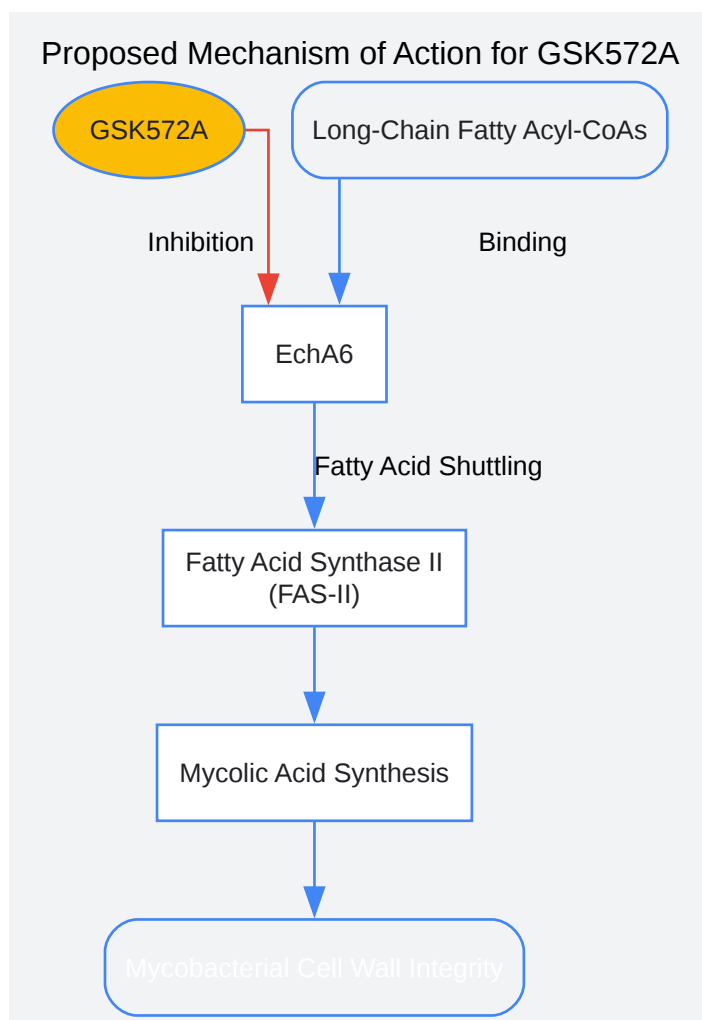 Proposed Mechanism of Action for GSK572A
GSK572A
Long-Chain Fatty Acyl-CoAs
Inhibition
Binding
EchA6
Fatty Acid Shuttling
Fatty Acid Synthase II
(FAS-II)
Mycolic Acid Synthesis
Mycobacterial Cell Wall Integrity